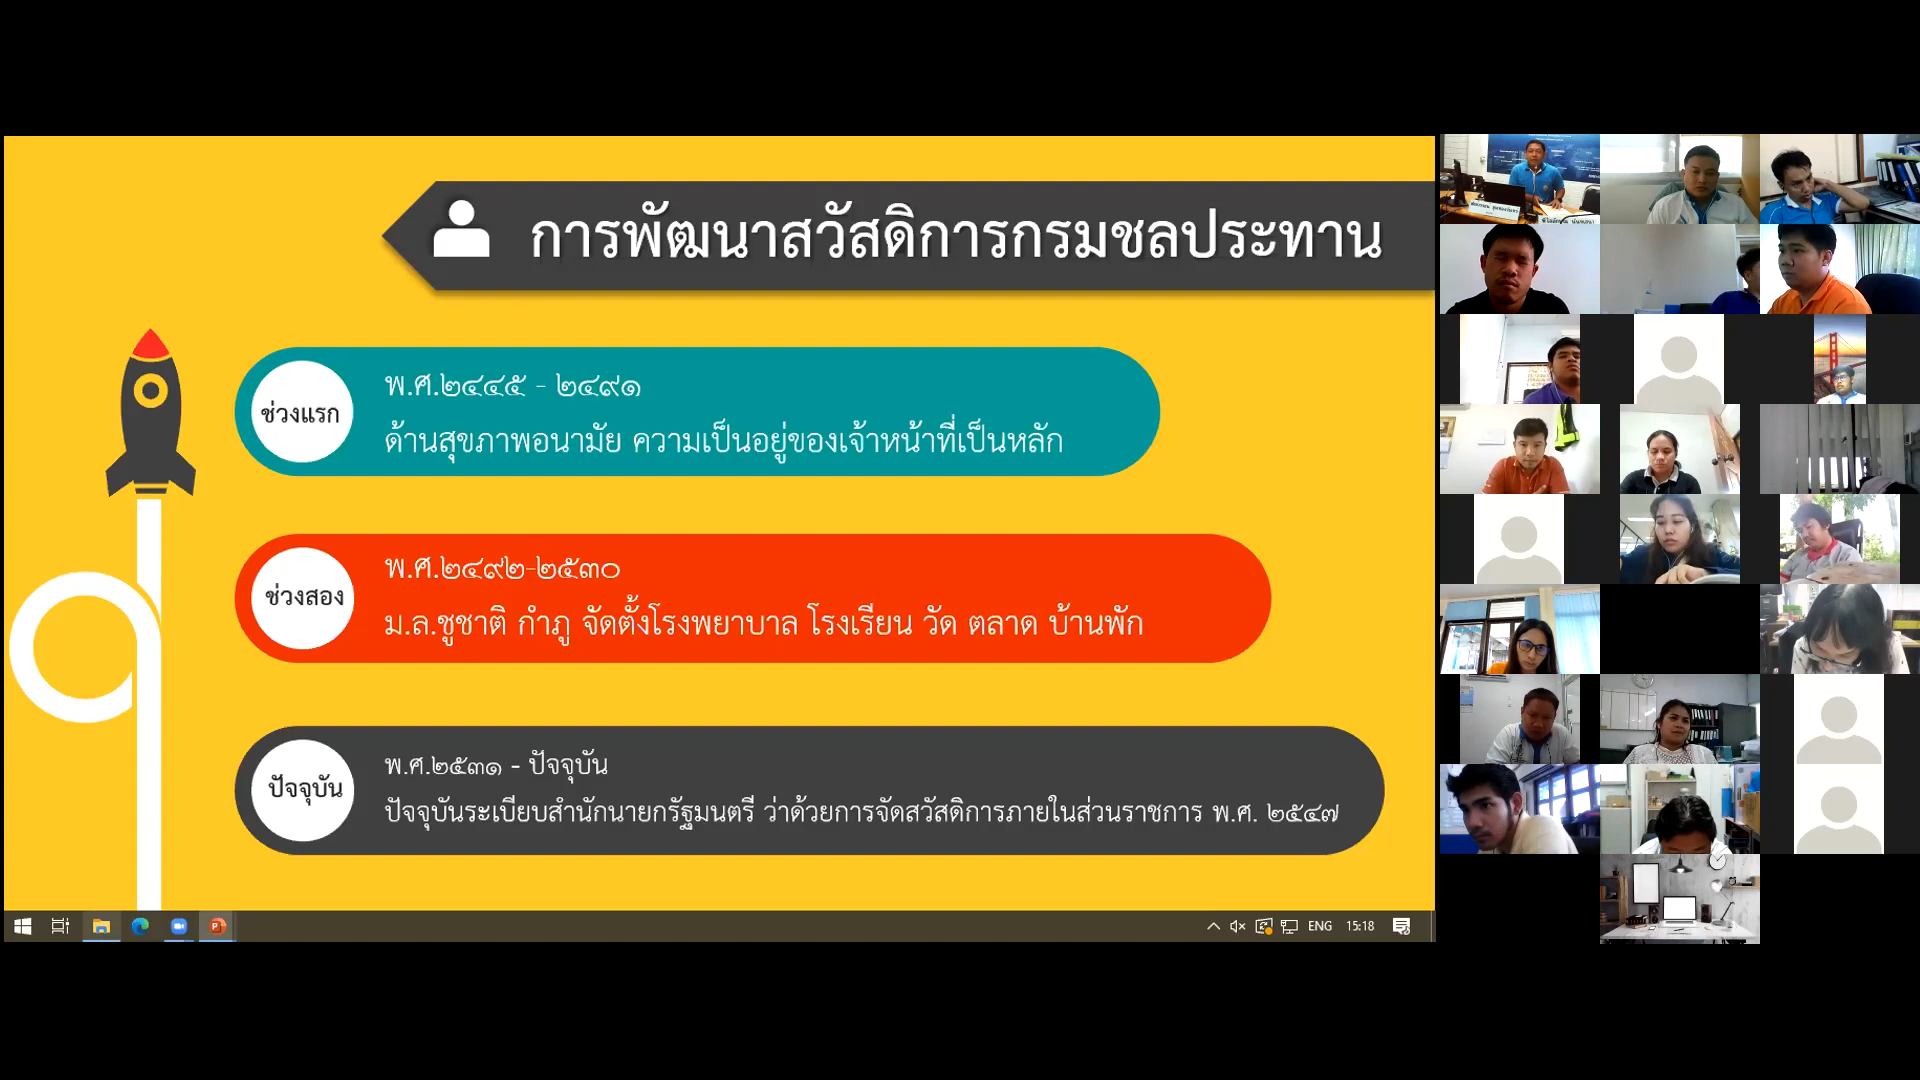 การพัฒนาสวัสดิการกรมชลประทาน
ช่วงแรก
พ.ศ.๒๔๔๕ - ๒๔๙๑
ด้านสุขภาพอนามัย ความเป็นอยู่ของเจ้าหน้าที่เป็นหลัก
ช่วงสอง
พ.ศ.๒๔๙๒-๒๕๓๐
ม.ล.ชูชาติ กำภู จัดตั้งโรงพยาบาล โรงเรียน วัด ตลาด บ้านพัก
ปัจจุบัน
พ.ศ.๒๕๓๑ - ปัจจุบัน
ปัจจุบันระเบียบสำนักนายกรัฐมนตรี ว่าด้วยการจัดสวัสดิการภายในส่วนราชการ พ.ศ. ๒๕๔๗
ENG
15:18